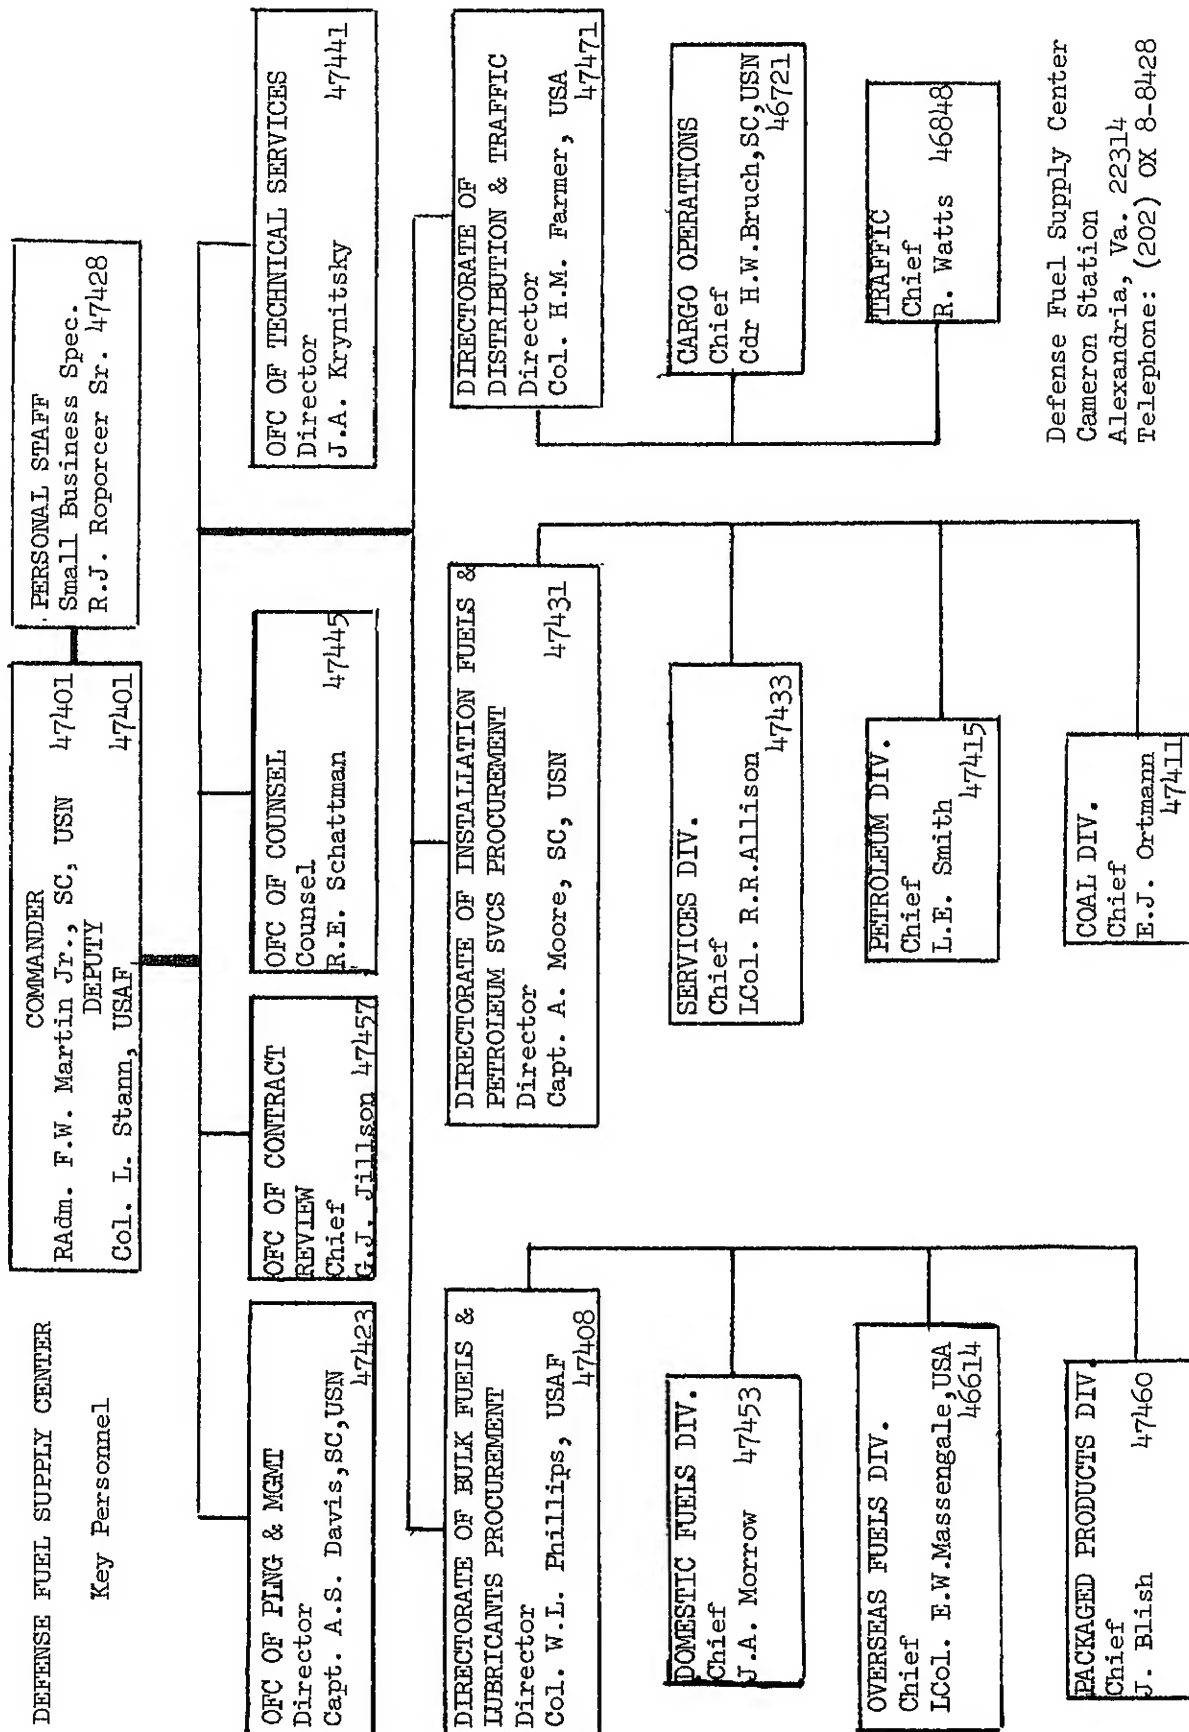 DEFENSE FUEL SUPPLY CENTER
Key Personnel
COMMANDER
RAdm. F.W. Martin Jr., SC, USN 47401
DEPUTY
Col. L. Stann, USAF 47401
PERSONAL STAFF
Small Business Spec.
R.J. Roporcer Sr. 47428
OFC OF PLNG & MGMT
Director
Capt. A.S. Davis,SC,USN
47423
OFC OF CONTRACT
REVIEW
Chief
G.J. Jillson 47457
OFC OF COUNSEL
Counsel
R.E. Schattman 47445
OFC OF TECHNICAL SERVICES
Director
J.A. Krynitsky 47441
DIRECTORATE OF BULK FUELS &
LUBRICANTS PROCUREMENT
Director
Col. W.L. Phillips, USAF
47408
DOMESTIC FUELS DIV.
Chief
J.A. Morrow 47453
OVERSEAS FUELS DIV.
Chief
LCol. E.W.Massengale,USA
46614
PACKAGED PRODUCTS DIV.
Chief
J. Blish 47460
DIRECTORATE OF INSTALLATION FUELS &
PETROLEUM SVCS PROCUREMENT
Director
Capt. A. Moore, SC, USN 47431
SERVICES DIV.
Chief
LCol. R.R.Allison
47433
PETROLEUM DIV.
Chief
L.E. Smith 47415
COAL DIV.
Chief
E.J. Ortmann
47411
DIRECTORATE OF
DISTRIBUTION & TRAFFIC
Director
Col. H.M. Farmer, USA
47471
CARGO OPERATIONS
Chief
Cdr H.W.Bruch,SC,USN
46721
TRAFFIC
Chief
R. Watts 46848
Defense Fuel Supply Center
Cameron Station
Alexandria, Va. 22314
Telephone: (202) OX 8-8428